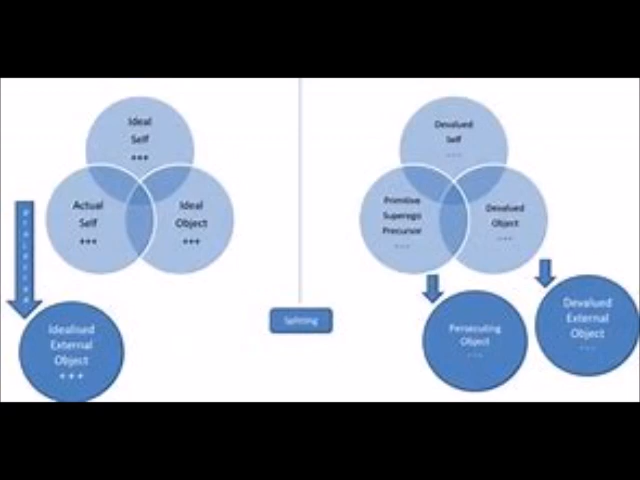 Ideal
Self
+++
Actual
Self
+++
Ideal
Object
+++
Idealised
External
Object
+++
Splitting
Devalued
Self
---
Primitive
Superego
Precursor
---
Devalued
Object
---
Persecuting
Object
---
Devalued
External
Object
---